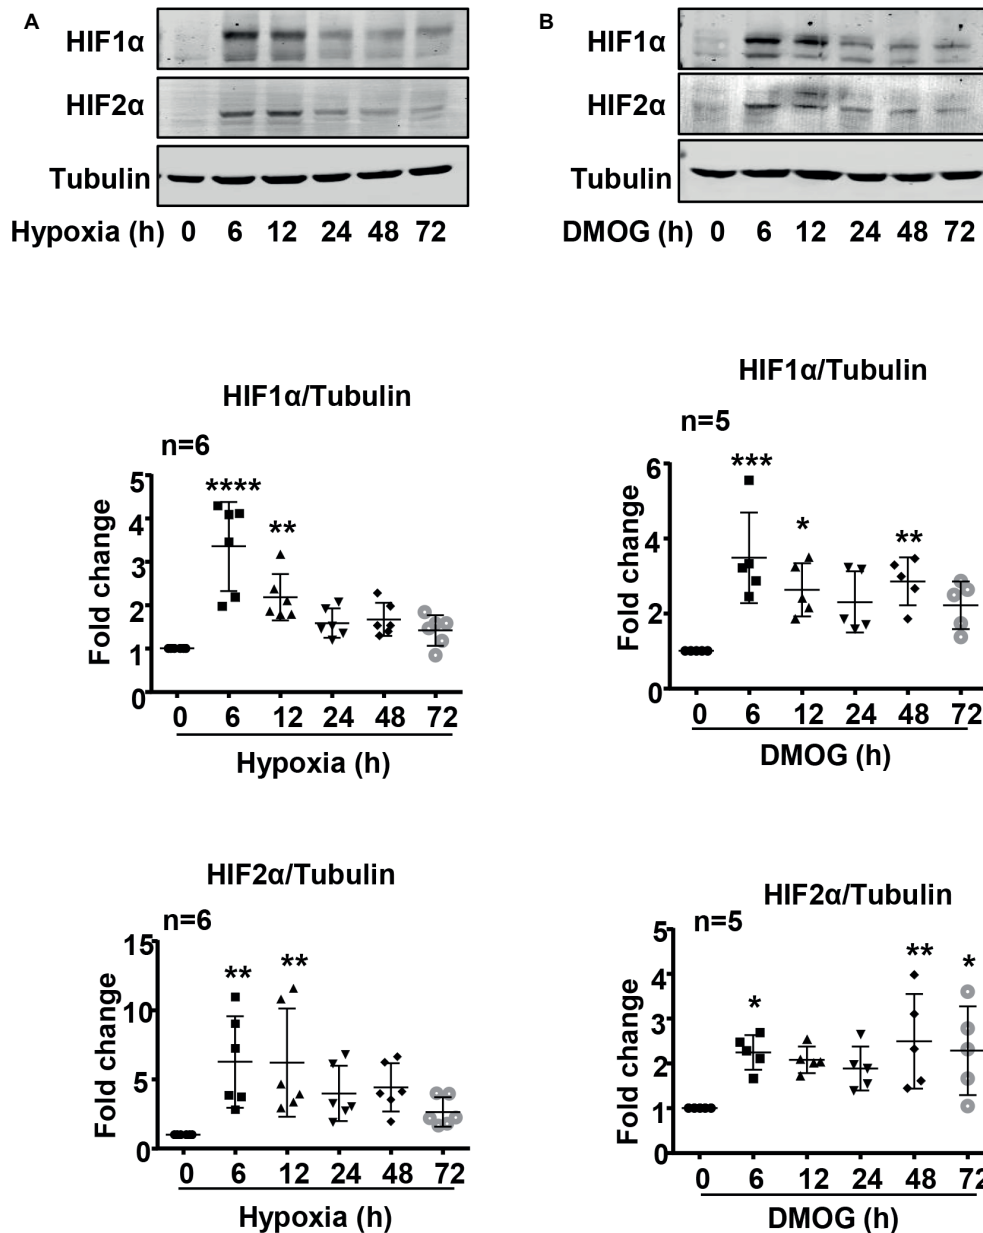 A
HIF1α
HIF2α
Tubulin
Hypoxia (h) 0 6 12 24 48 72
B
HIF1α
HIF2α
Tubulin
DMOG (h) 0 6 12 24 48 72
HIF1α/Tubulin
n=6
**** **
Fold change
5
4
3
2
1
0
0 6 12 24 48 72
Hypoxia (h)
HIF1α/Tubulin
n=5
*** * **
Fold change
6
4
2
0
0 6 12 24 48 72
DMOG (h)
HIF2α/Tubulin
n=6
** **
Fold change
15
10
5
0
0 6 12 24 48 72
Hypoxia (h)
HIF2α/Tubulin
n=5
* ** *
Fold change
5
4
3
2
1
0
0 6 12 24 48 72
DMOG (h)